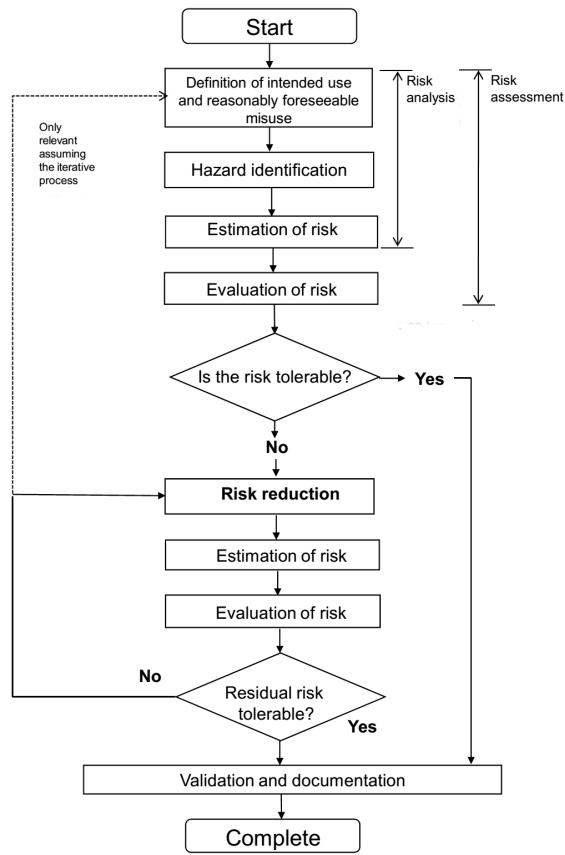 Start
Definition of intended use
and reasonably foreseeable
misuse
Risk
analysis
Risk
assessment
Only
relevant
assuming
the iterative
process
Hazard identification
Estimation of risk
Evaluation of risk
Is the risk tolerable?
Yes
No
Risk reduction
Estimation of risk
Evaluation of risk
No
Residual risk
tolerable?
Yes
Validation and documentation
Complete